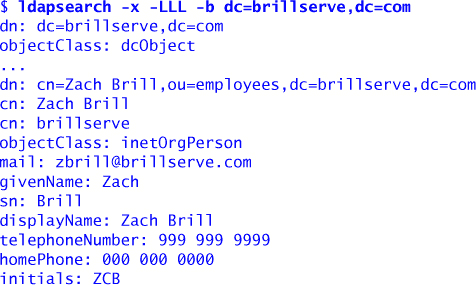 $ ldapsearch -x -LLL -b dc=brillserve,dc=com
dn: dc=brillserve,dc=com
objectClass: dcObject
...
dn: cn=Zach Brill,ou=employees,dc=brillserve,dc=com
cn: Zach Brill
cn: brillserve
objectClass: inetOrgPerson
mail: zbrill@brillserve.com
givenName: Zach
sn: Brill
displayName: Zach Brill
telephoneNumber: 999 999 9999
homePhone: 000 000 0000
initials: ZCB